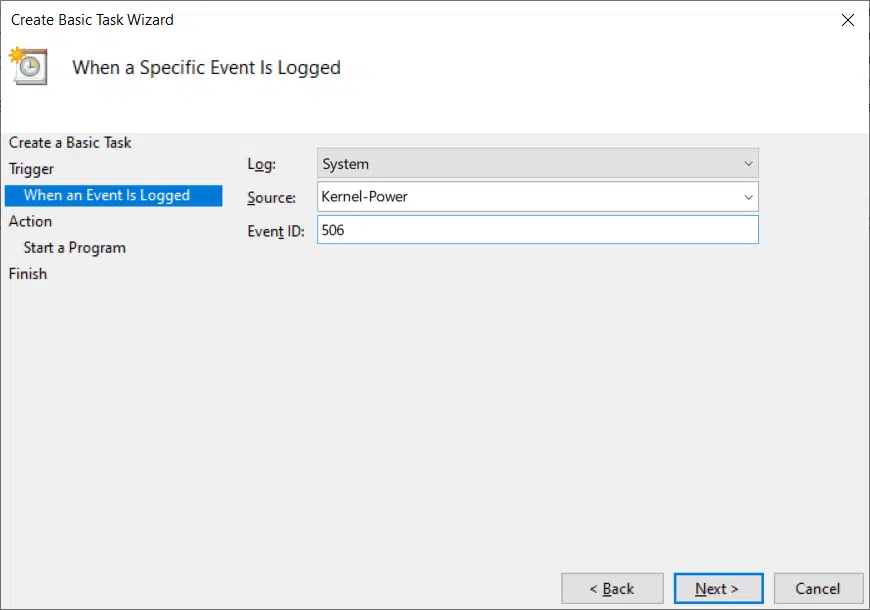 Create Basic Task Wizard
When a Specific Event Is Logged
Create a Basic Task
Trigger
When an Event Is Logged
Action
Start a Program
Finish
Log: System
Source: Kernel-Power
Event ID: 506
< Back Next > Cancel